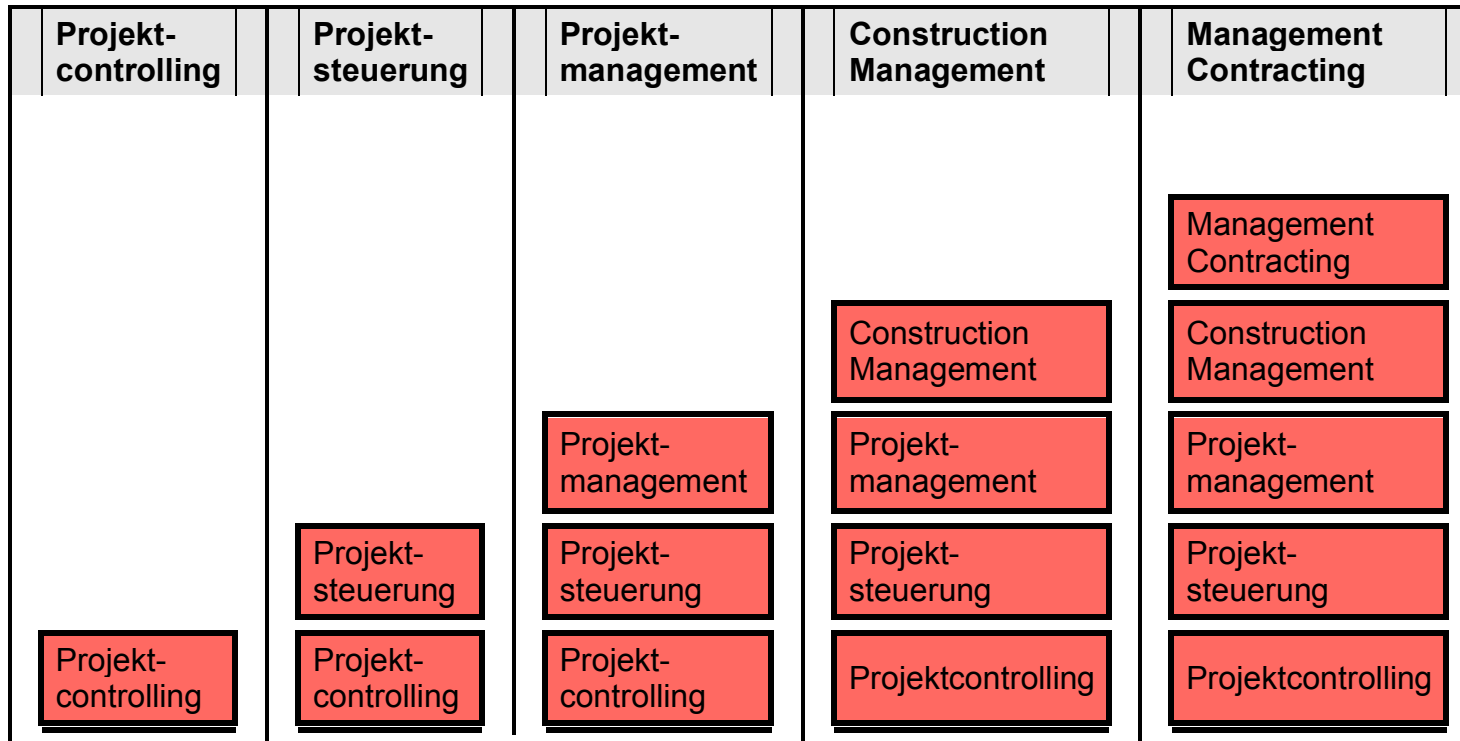 Projekt-
controlling
Projekt-
steuerung
Projekt-
management
Construction
Management
Management
Contracting
Management
Contracting
Construction
Management
Construction
Management
Projekt-
management
Projekt-
management
Projekt-
management
Projekt-
steuerung
Projekt-
steuerung
Projekt-
steuerung
Projekt-
steuerung
Projekt-
controlling
Projekt-
controlling
Projekt-
controlling
Projektcontrolling
Projektcontrolling